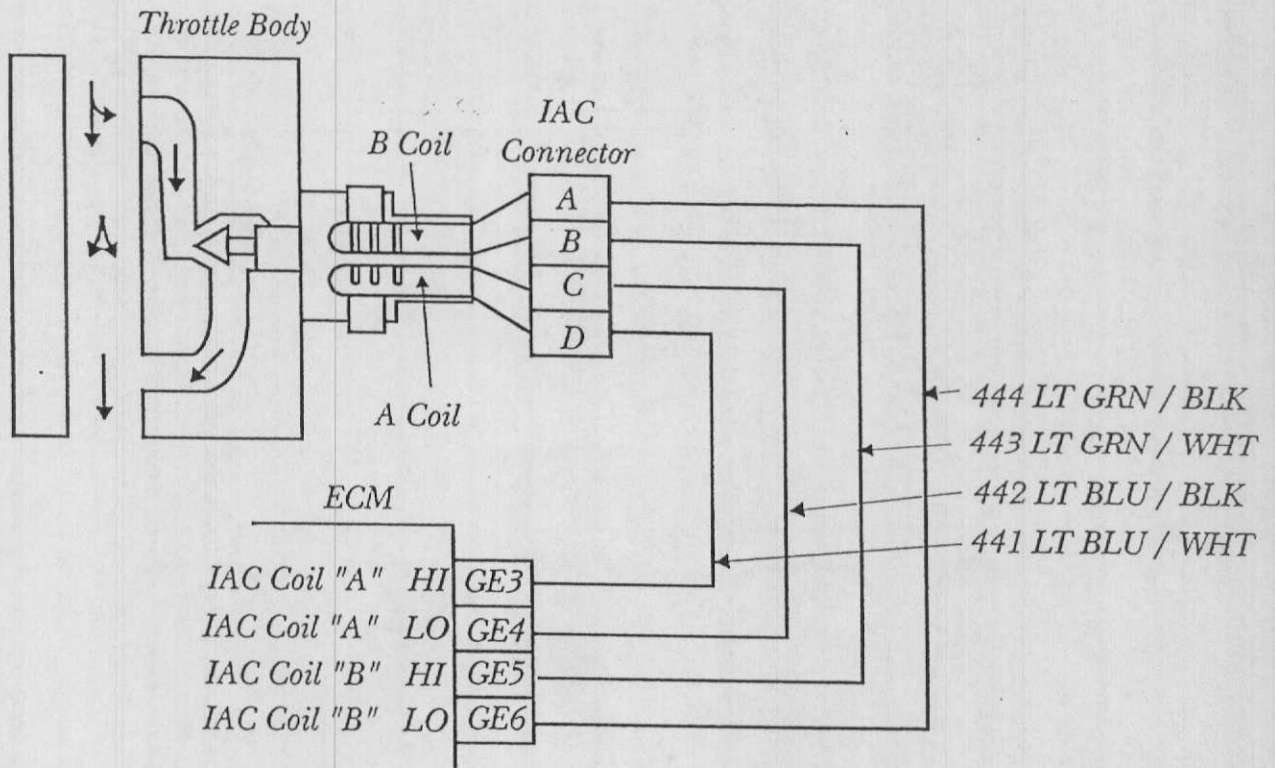 Throttle Body
B Coil
IAC
Connector
A
B
C
D
A Coil
444 LT GRN / BLK
443 LT GRN / WHT
442 LT BLU / BLK
441 LT BLU / WHT
ECM
IAC Coil "A" HI GE3
IAC Coil "A" LO GE4
IAC Coil "B" HI GE5
IAC Coil "B" LO GE6